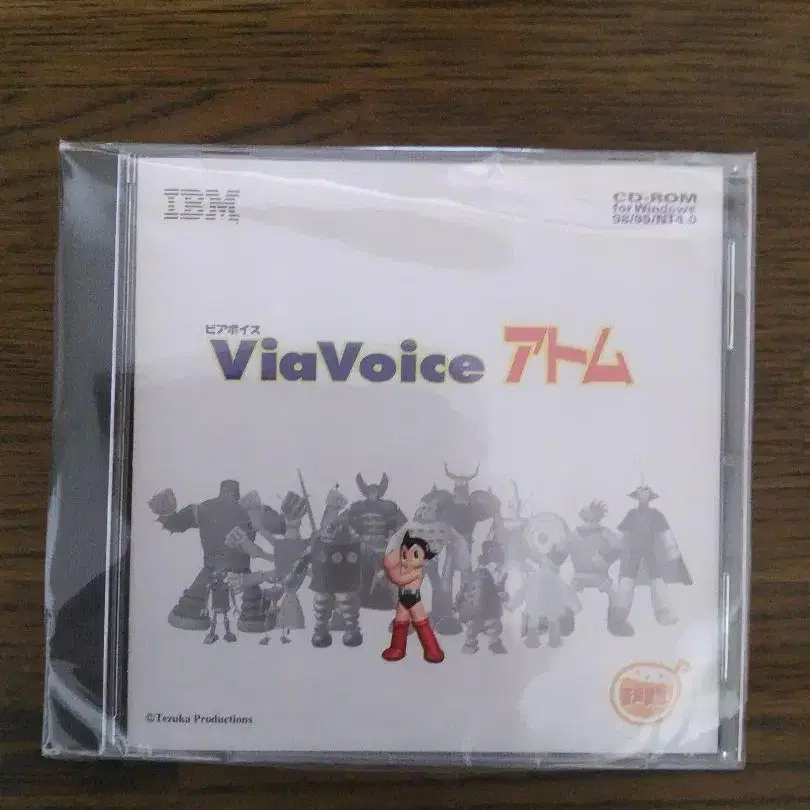 IBM
CD-ROM
for Windows
98/95/NT4.0
ビアボイス
ViaVoice アトム
©Tezuka Productions